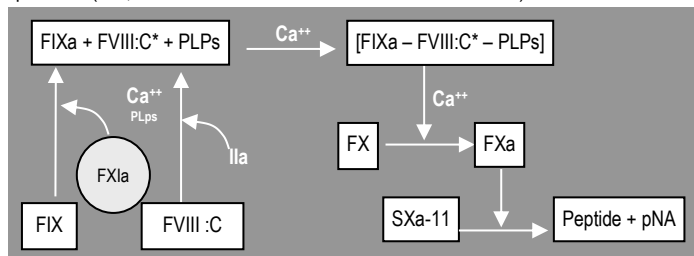 FIXa + FVIII:C* + PLPs
Ca++
[FIXa – FVIII:C* – PLPs]
Ca++
PLps
Ca++
IIa
FX
FXa
FXIa
SXa-11
Peptide + pNA
FIX
FVIII :C